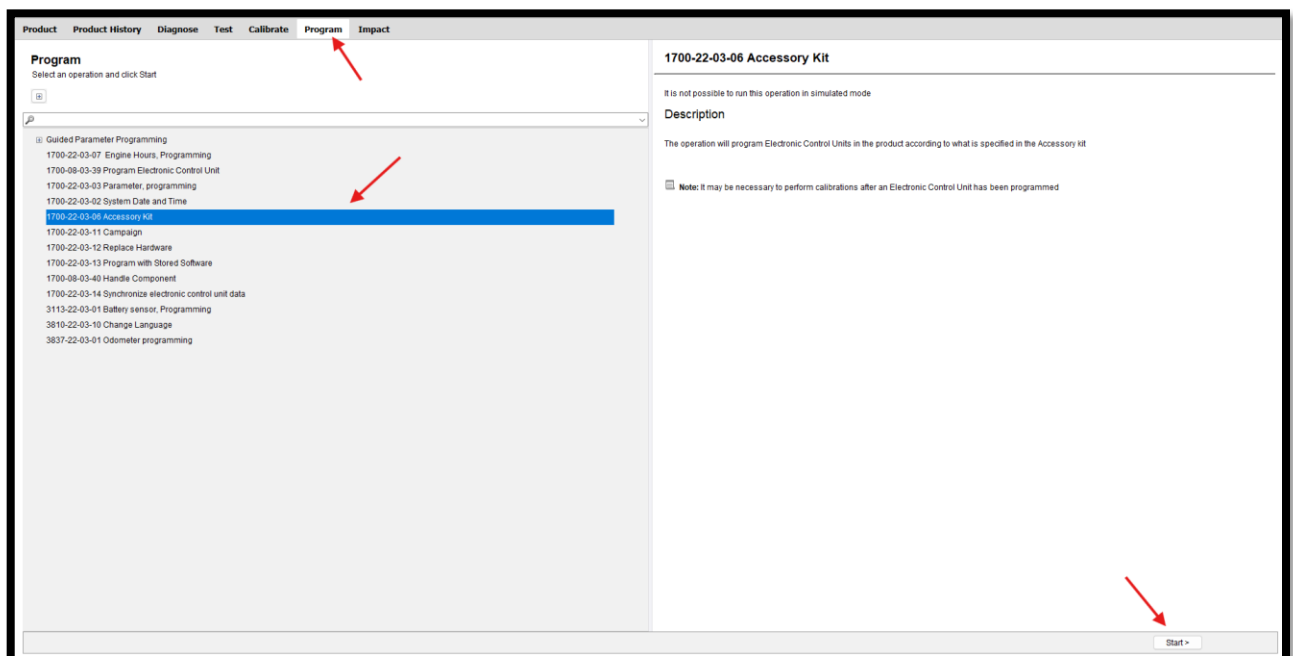 Product Product History Diagnose Test Calibrate Program Impact
Program
Select an operation and click Start
Guided Parameter Programming
1700-22-03-07 Engine Hours, Programming
1700-08-03-39 Program Electronic Control Unit
1700-22-03-03 Parameter, programming
1700-22-03-02 System Date and Time
1700-22-03-06 Accessory Kit
1700-22-03-11 Campaign
1700-22-03-12 Replace Hardware
1700-22-03-13 Program with Stored Software
1700-08-03-40 Handle Component
1700-22-03-14 Synchronize electronic control unit data
3113-22-03-01 Battery sensor, Programming
3810-22-03-10 Change Language
3837-22-03-01 Odometer programming
1700-22-03-06 Accessory Kit
It is not possible to run this operation in simulated mode
Description
The operation will program Electronic Control Units in the product according to what is specified in the Accessory kit
Note: It may be necessary to perform calibrations after an Electronic Control Unit has been programmed
Start >